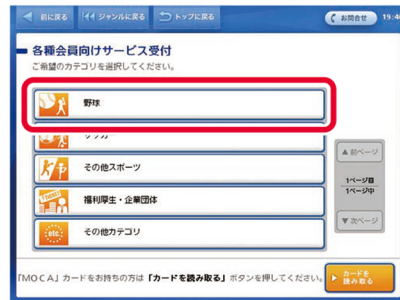 前に戻る ジャンルに戻る トップに戻る お問合せ 19:4
各種会員向けサービス受付
ご希望のカテゴリを選択してください。
野球
サッカー
その他スポーツ
福利厚生・企業団体
etc. その他カテゴリ
▲前ページ
1ページ目
1ページ中
▼次ページ
「MOCA」カードをお持ちの方は「カードを読み取る」ボタンを押してください。
カードを
読み取る